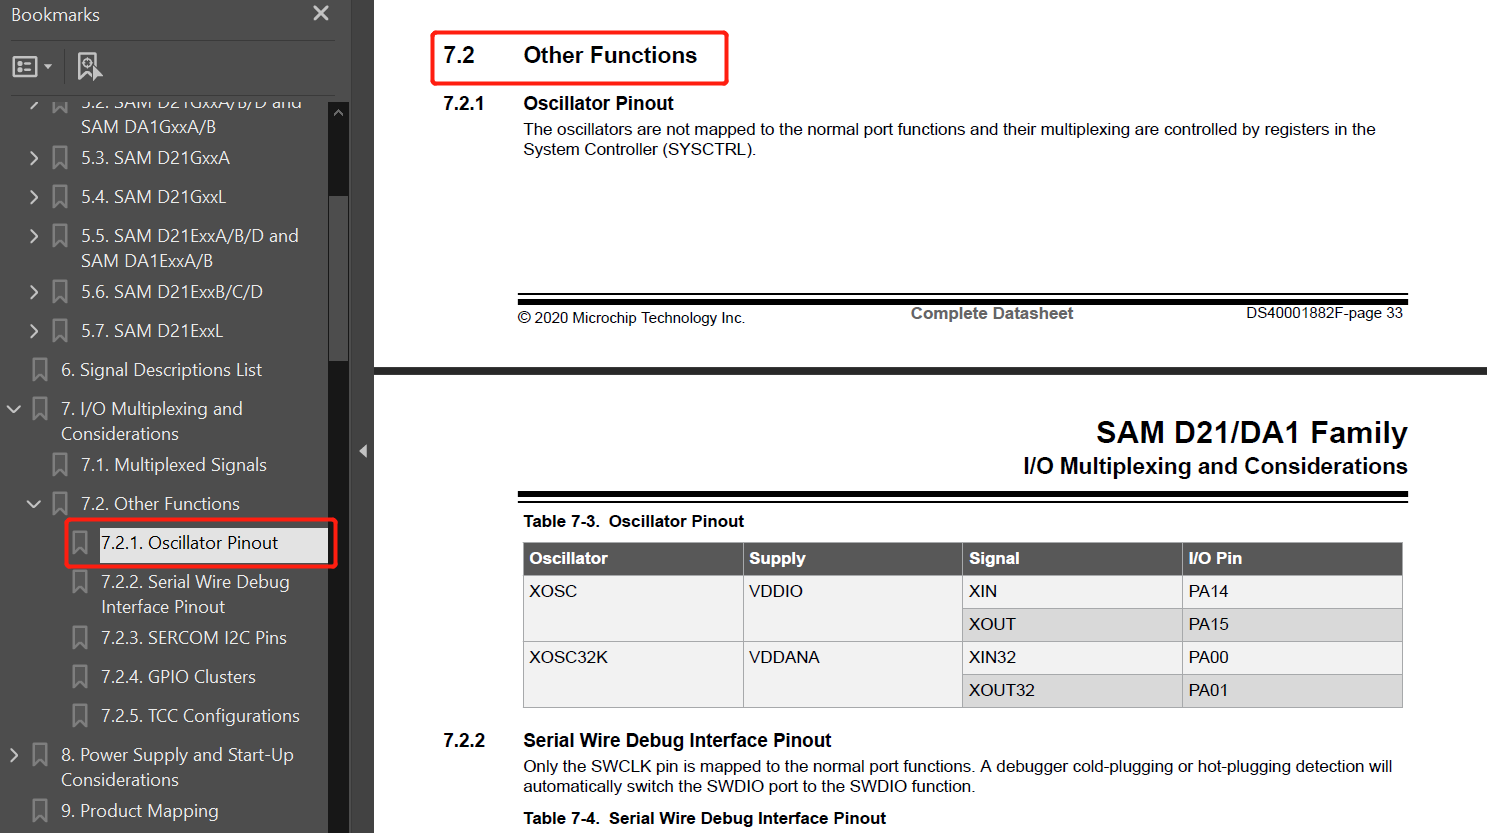 Bookmarks
5.2. SAM D21GxxA/B/D and
SAM DA1GxxA/B
5.3. SAM D21GxxA
5.4. SAM D21GxxL
5.5. SAM D21ExxA/B/D and
SAM DA1ExxA/B
5.6. SAM D21ExxB/C/D
5.7. SAM D21ExxL
6. Signal Descriptions List
7. I/O Multiplexing and
Considerations
7.1. Multiplexed Signals
7.2. Other Functions
7.2.1. Oscillator Pinout
7.2.2. Serial Wire Debug
Interface Pinout
7.2.3. SERCOM I2C Pins
7.2.4. GPIO Clusters
7.2.5. TCC Configurations
8. Power Supply and Start-Up
Considerations
9. Product Mapping
7.2 Other Functions
7.2.1 Oscillator Pinout
The oscillators are not mapped to the normal port functions and their multiplexing are controlled by registers in the
System Controller (SYSCTRL).
© 2020 Microchip Technology Inc. Complete Datasheet DS40001882F-page 33
SAM D21/DA1 Family
I/O Multiplexing and Considerations
Table 7-3. Oscillator Pinout
Oscillator Supply Signal I/O Pin
XOSC VDDIO XIN PA14
XOUT PA15
XOSC32K VDDANA XIN32 PA00
XOUT32 PA01
7.2.2 Serial Wire Debug Interface Pinout
Only the SWCLK pin is mapped to the normal port functions. A debugger cold-plugging or hot-plugging detection will
automatically switch the SWDIO port to the SWDIO function.
Table 7-4. Serial Wire Debug Interface Pinout